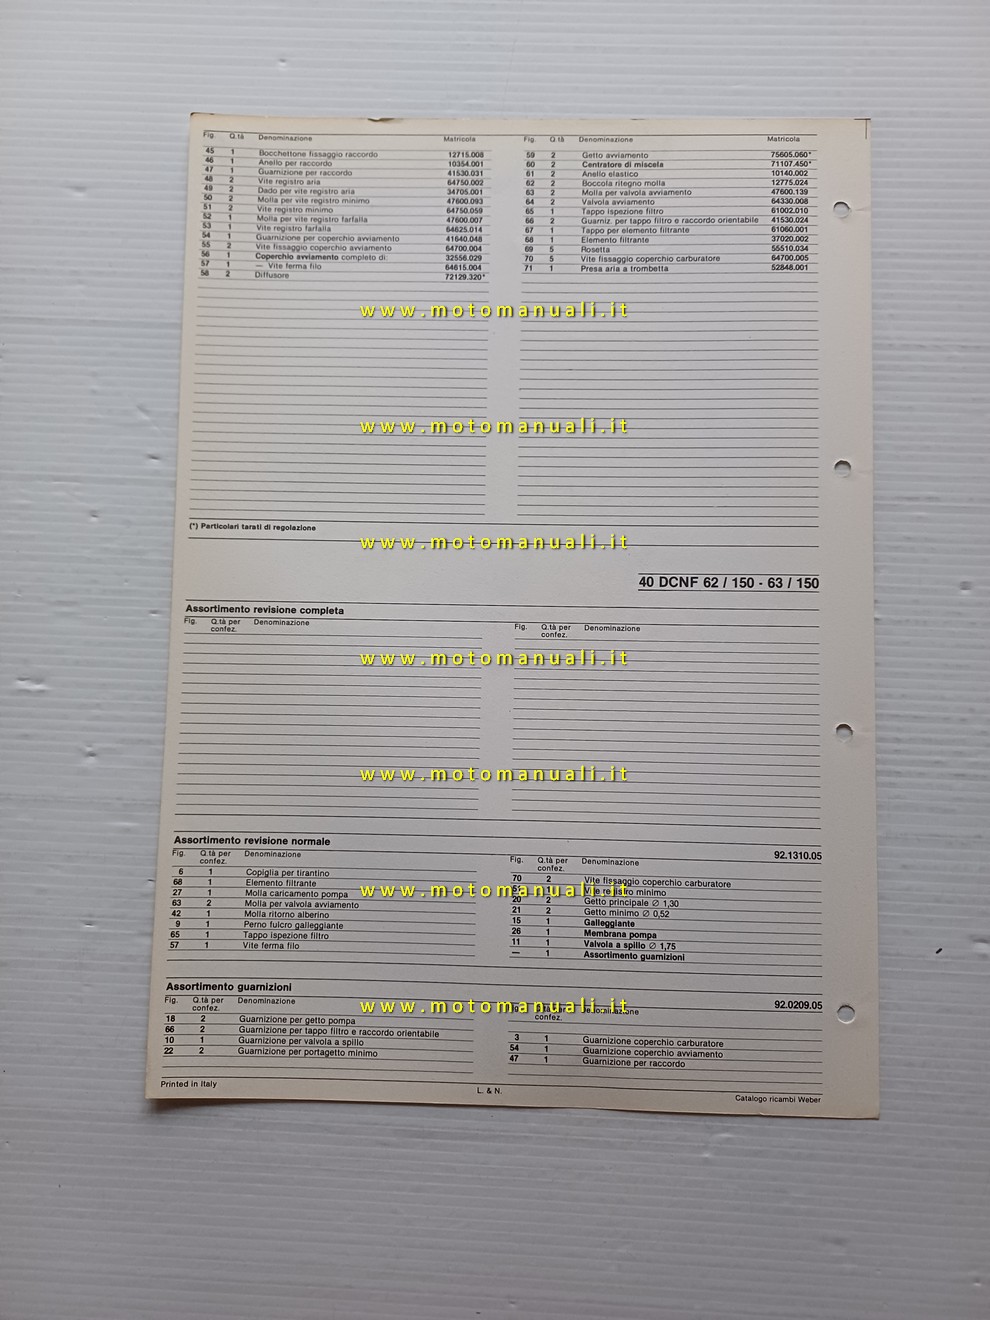 Fig. Q.tà Denominazione Matricola
45 1 Bocchettone fissaggio raccordo 12715.008
46 1 Anello per raccordo 10354.001
47 1 Guarnizione per raccordo 41530.031
48 2 Vite registro aria 64750.002
49 2 Dado per vite registro aria 34705.001
50 2 Molla per vite registro minimo 47600.093
51 2 Vite registro minimo 64750.059
52 1 Molla per vite registro farfalla 47600.007
53 1 Vite registro farfalla 64625.014
54 1 Guarnizione per coperchio avviamento 41640.048
55 2 Vite fissaggio coperchio avviamento 64700.004
56 1 Coperchio avviamento completo di: 32556.029
57 1 — Vite ferma filo 64615.004
58 2 Diffusore 72129.320*
Fig. Q.tà Denominazione Matricola
59 2 Getto avviamento 75605.060*
60 2 Centratore di miscela 71107.450*
61 2 Anello elastico 10140.002
62 2 Boccola ritegno molla 12775.024
63 2 Molla per valvola avviamento 47600.139
64 2 Valvola avviamento 64330.008
65 1 Tappo ispezione filtro 61002.010
66 2 Guarniz. per tappo filtro e raccordo orientabile 41530.024
67 1 Tappo per elemento filtrante 61060.001
68 1 Elemento filtrante 37020.002
69 5 Rosetta 55510.034
70 5 Vite fissaggio coperchio carburatore 64700.005
71 1 Presa aria a trombetta 52848.001
www.motomanuali.it
www.motomanuali.it
(*) Particolari tarati di regolazione
www.motomanuali.it
40 DCNF 62 / 150 - 63 / 150
Assortimento revisione completa
Fig. Q.tà per confez. Denominazione
Fig. Q.tà per confez. Denominazione
www.motomanuali.it
www.motomanuali.it
Assortimento revisione normale
92.1310.05
Fig. Q.tà per confez. Denominazione
6 1 Copiglia per tirantino
68 1 Elemento filtrante
27 1 Molla caricamento pompa
63 2 Molla per valvola avviamento
42 1 Molla ritorno alberino
9 1 Perno fulcro galleggiante
65 1 Tappo ispezione filtro
57 1 Vite ferma filo
Fig. Q.tà per confez. Denominazione
70 2 Vite fissaggio coperchio carburatore
Vite registro minimo
20 2 Getto principale ∅ 1,30
21 2 Getto minimo ∅ 0,52
15 1 Galleggiante
26 1 Membrana pompa
11 1 Valvola a spillo ∅ 1,75
— 1 Assortimento guarnizioni
www.motomanuali.it
Assortimento guarnizioni
92.0209.05
Fig. Q.tà per confez. Denominazione
18 2 Guarnizione per getto pompa
66 2 Guarnizione per tappo filtro e raccordo orientabile
10 1 Guarnizione per valvola a spillo
22 2 Guarnizione per portagetto minimo
Fig. Q.tà per confez. Denominazione
3 1 Guarnizione coperchio carburatore
54 1 Guarnizione coperchio avviamento
47 1 Guarnizione per raccordo
www.motomanuali.it
Printed in Italy
L. & N.
Catalogo ricambi Weber